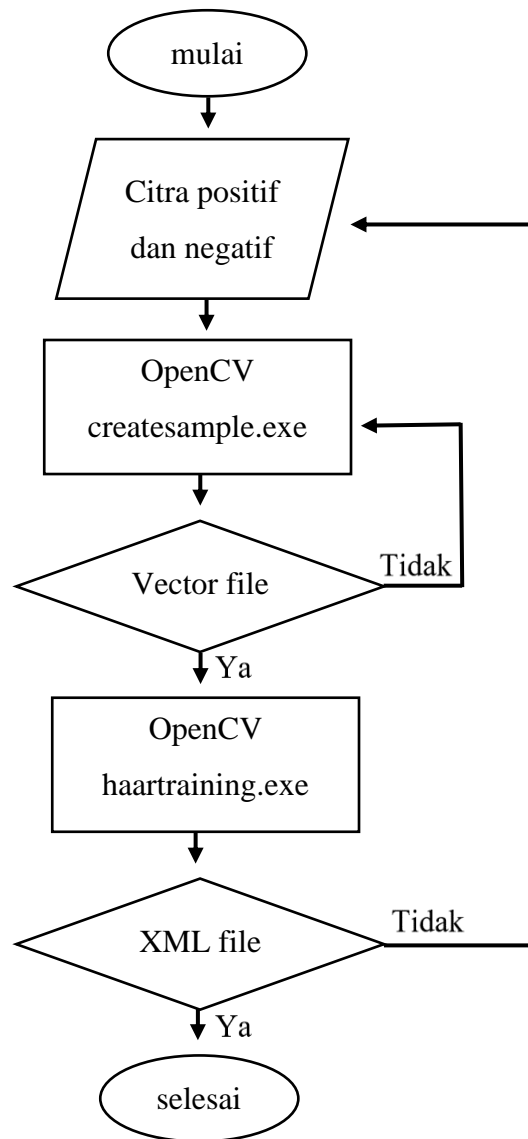 mulai
Citra positif
dan negatif
OpenCV
createsample.exe
Vector file
Tidak
Ya
OpenCV
haartraining.exe
XML file
Tidak
Ya
selesai